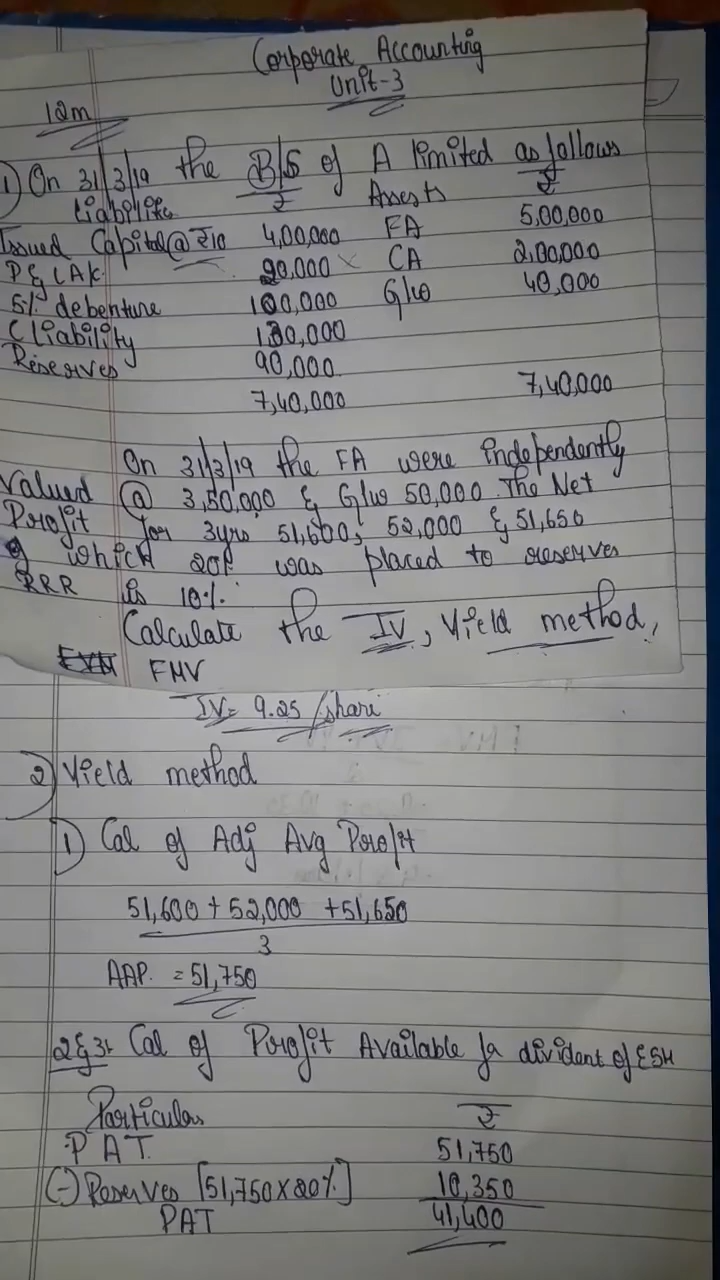 Corporate Accounting
Unit-3
12m
1) On 31/3/19 the B/S of A limited as follows
liability ₹ Assests ₹
Issued Capital @ ₹10 4,00,000 FA 5,00,000
P & L A/c 20,000 CA 2,00,000
5% debenture 100,000 G/w 40,000
C liability 130,000
Reserves 90,000
7,40,000 7,40,000
On 31/3/19 the FA were independently
Valued @ 3,50,000 & G/w 50,000. The Net
Profit for 3yrs 51,600, 52,000 & 51,650
of which 20% was placed to reserves
RRR is 10%.
Calculate the IV, Yield method,
FMV
IV = 9.25/share
2) Yield method
1) Cal of Adj Avg Profit
51,600 + 52,000 + 51,650
3
AAP. = 51,750
2 & 3. Cal of Profit Available fa divident of ESH
Particulas ₹
PAT 51,750
(-) Reserves [51,750 x 20%] 10,350
PAT 41,400